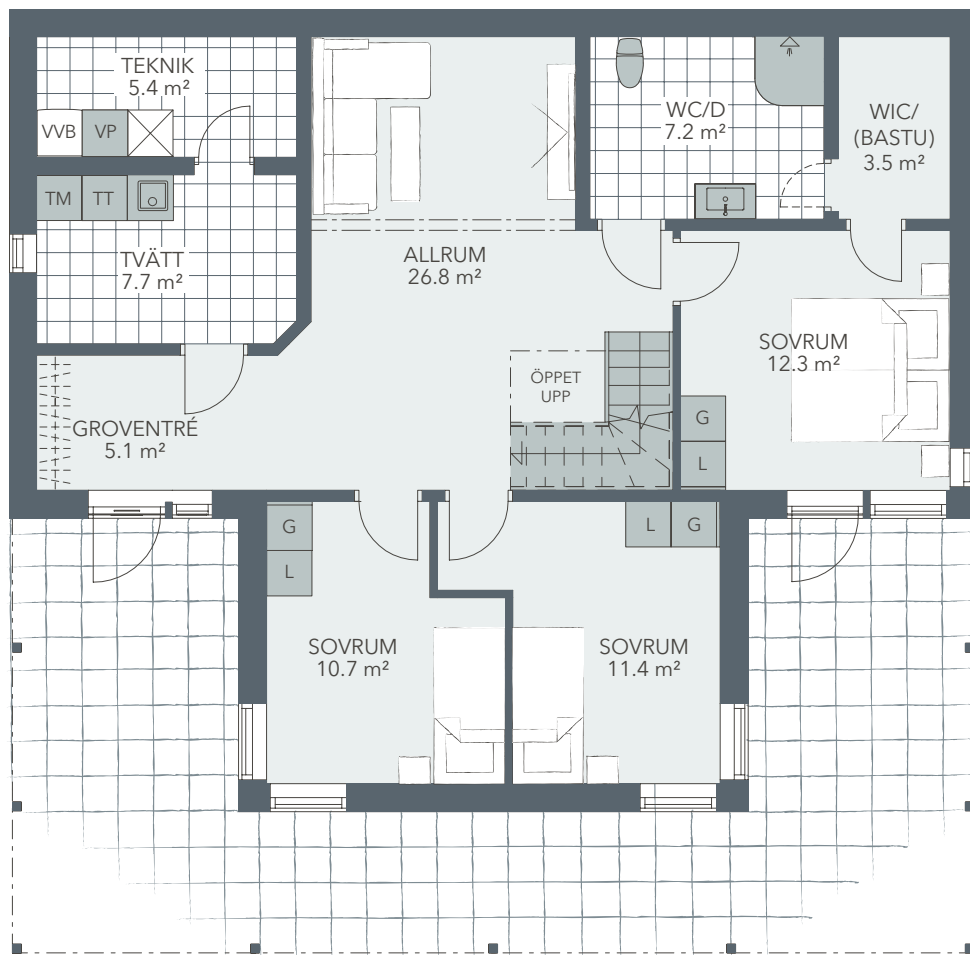 TEKNIK
5.4 m²
VVB
VP
TM
TT
TVÄTT
7.7 m²
ALLRUM
26.8 m²
WC/D
7.2 m²
WIC/
(BASTU)
3.5 m²
SOVRUM
12.3 m²
ÖPPET
UPP
G
L
GROVENTRÉ
5.1 m²
G
L
L
G
SOVRUM
10.7 m²
SOVRUM
11.4 m²